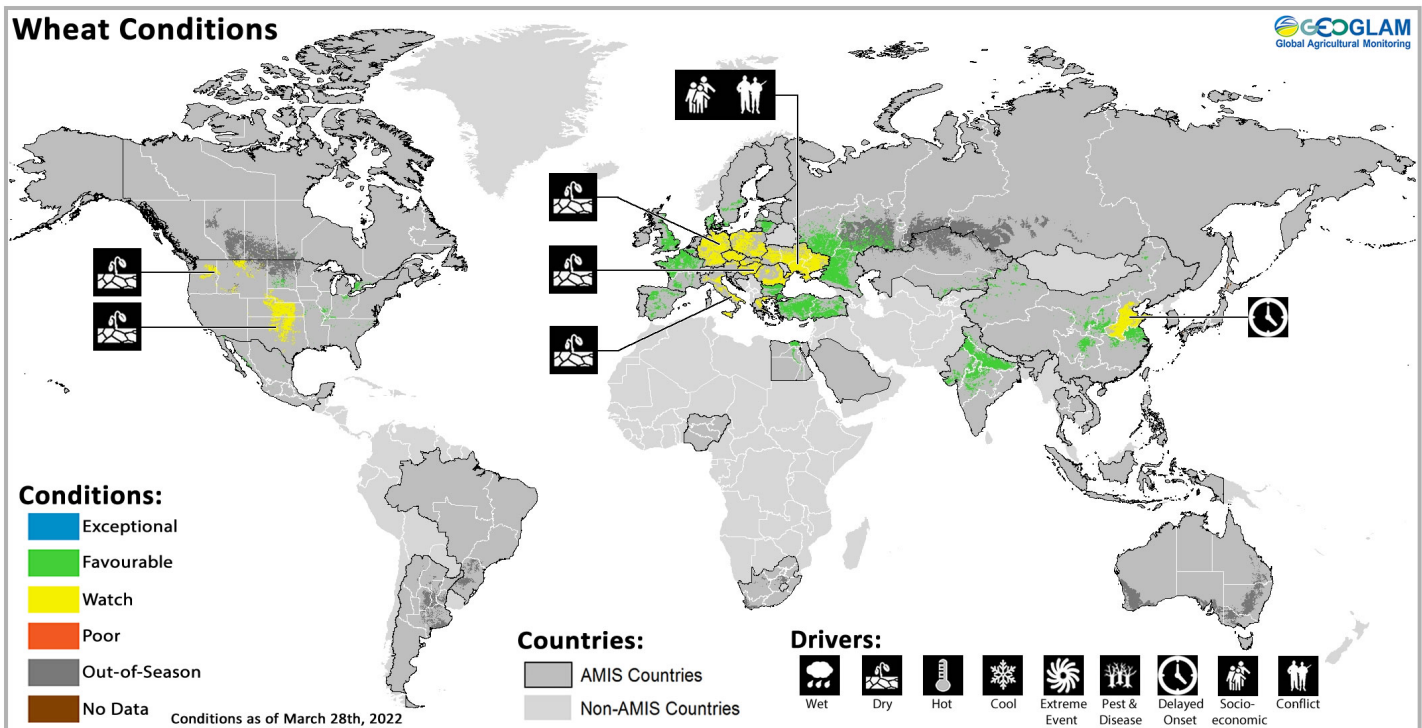 Wheat Conditions
GEOGLAM
Global Agricultural Monitoring
Conditions:
Exceptional
Favourable
Watch
Poor
Out-of-Season
No Data
Conditions as of March 28th, 2022
Countries:
AMIS Countries
Non-AMIS Countries
Drivers:
Wet
Dry
Hot
Cool
Extreme
Event
Pest &
Disease
Delayed
Onset
Socio-
economic
Conflict